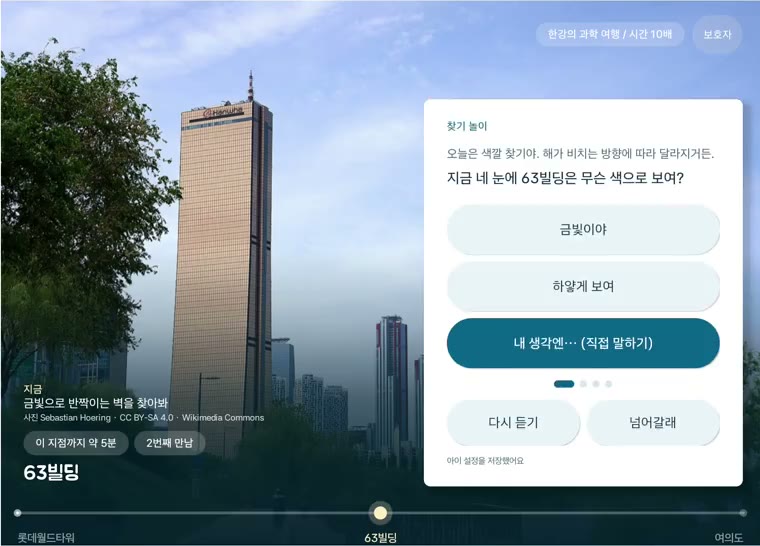 한강의 과학 여행 / 시간 10배
보호자
Hanwha
찾기 놀이
오늘은 색깔 찾기야. 해가 비치는 방향에 따라 달라지거든.
지금 네 눈에 63빌딩은 무슨 색으로 보여?
금빛이야
하얗게 보여
내 생각엔… (직접 말하기)
다시 듣기
넘어갈래
아이 설정을 저장했어요
지금
금빛으로 반짝이는 벽을 찾아봐
사진 Sebastian Hoering · CC BY-SA 4.0 · Wikimedia Commons
이 지점까지 약 5분
2번째 만남
63빌딩
롯데월드타워
63빌딩
여의도